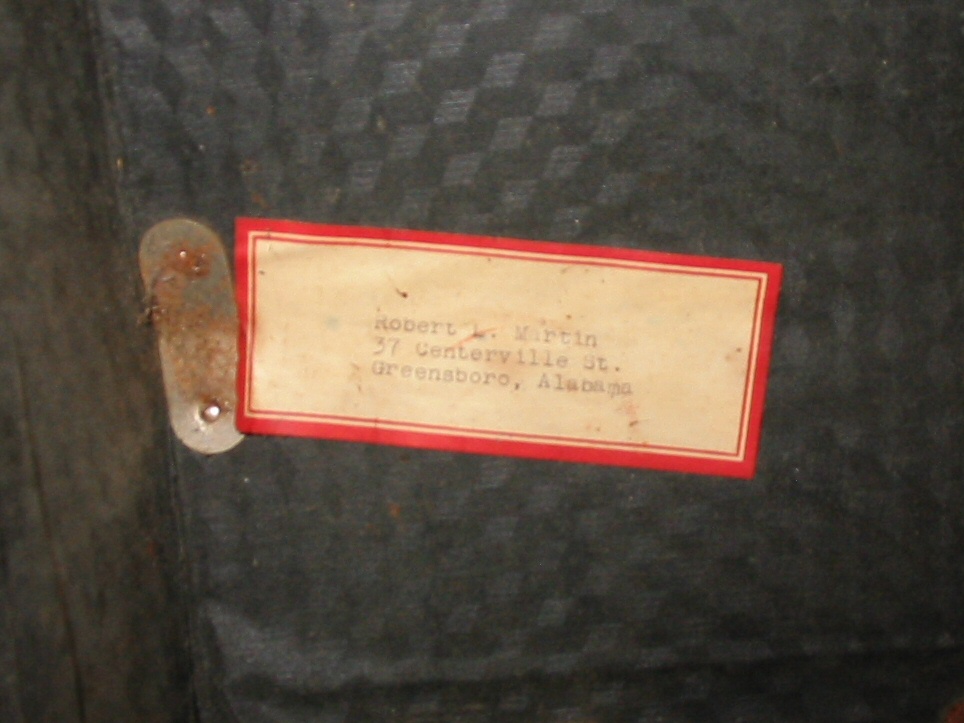 Robert L. Martin
37 Centerville St.
Greensboro, Alabama